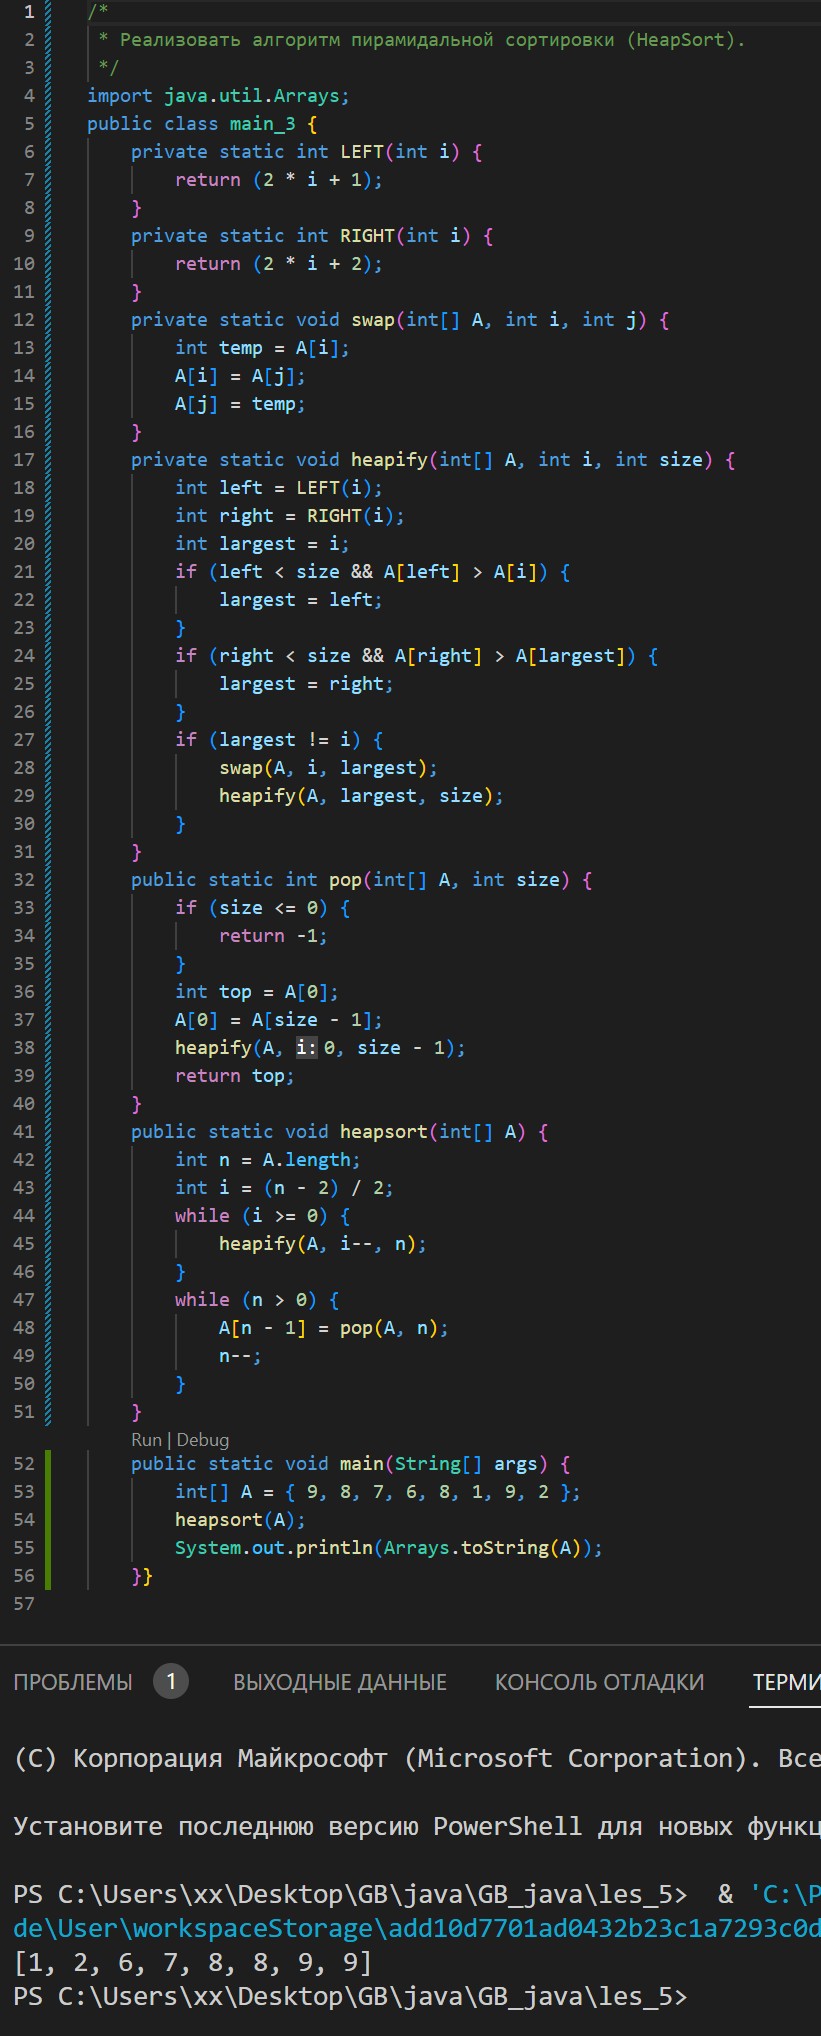 1 /*
2 * Реализовать алгоритм пирамидальной сортировки (HeapSort).
3 */
4 import java.util.Arrays;
5 public class main_3 {
6 private static int LEFT(int i) {
7 return (2 * i + 1);
8 }
9 private static int RIGHT(int i) {
10 return (2 * i + 2);
11 }
12 private static void swap(int[] A, int i, int j) {
13 int temp = A[i];
14 A[i] = A[j];
15 A[j] = temp;
16 }
17 private static void heapify(int[] A, int i, int size) {
18 int left = LEFT(i);
19 int right = RIGHT(i);
20 int largest = i;
21 if (left < size && A[left] > A[i]) {
22 largest = left;
23 }
24 if (right < size && A[right] > A[largest]) {
25 largest = right;
26 }
27 if (largest != i) {
28 swap(A, i, largest);
29 heapify(A, largest, size);
30 }
31 }
32 public static int pop(int[] A, int size) {
33 if (size <= 0) {
34 return -1;
35 }
36 int top = A[0];
37 A[0] = A[size - 1];
38 heapify(A, i: 0, size - 1);
39 return top;
40 }
41 public static void heapsort(int[] A) {
42 int n = A.length;
43 int i = (n - 2) / 2;
44 while (i >= 0) {
45 heapify(A, i--, n);
46 }
47 while (n > 0) {
48 A[n - 1] = pop(A, n);
49 n--;
50 }
51 }
Run | Debug
52 public static void main(String[] args) {
53 int[] A = { 9, 8, 7, 6, 8, 1, 9, 2 };
54 heapsort(A);
55 System.out.println(Arrays.toString(A));
56 }}
57
ПРОБЛЕМЫ 1 ВЫХОДНЫЕ ДАННЫЕ КОНСОЛЬ ОТЛАДКИ ТЕРМИ
(C) Корпорация Майкрософт (Microsoft Corporation). Все
Установите последнюю версию PowerShell для новых функц
PS C:\Users\xx\Desktop\GB\java\GB_java\les_5> & 'C:\P
de\User\workspaceStorage\add10d7701ad0432b23c1a7293c0d
[1, 2, 6, 7, 8, 8, 9, 9]
PS C:\Users\xx\Desktop\GB\java\GB_java\les_5>